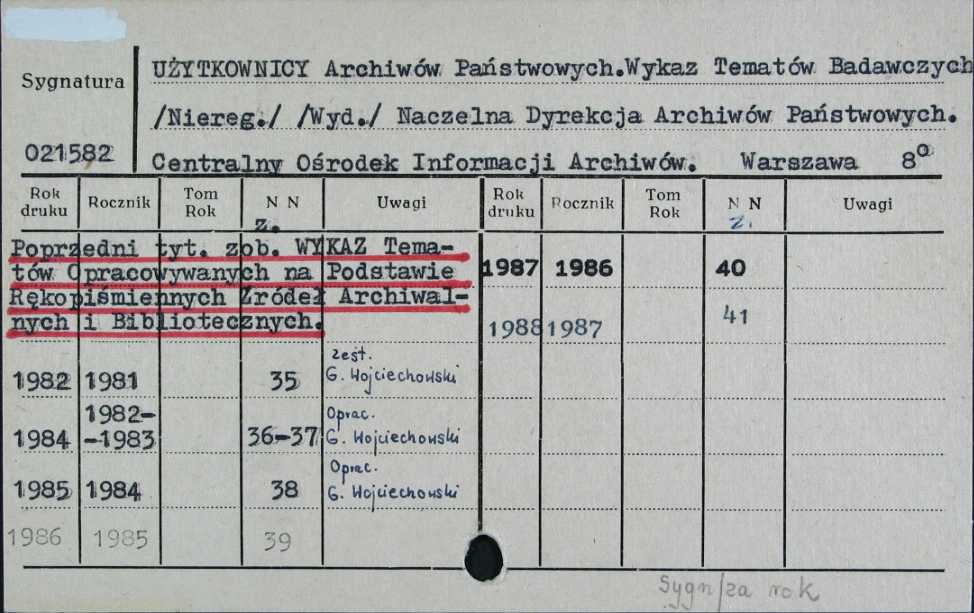 Sygnatura
021582
UŻYTKOWNICY Archiwów Państwowych.Wykaz Tematów Badawczych
/Niereg./ /Wyd./ Naczelna Dyrekcja Archiwów Państwowych.
Centralny Ośrodek Informacji Archiwów. Warszawa 8°
Rok druku Rocznik Tom Rok N N z. Uwagi
Poprzedni tyt. zob. WYKAZ Tema-
tów Opracowywanych na Podstawie
Rękopiśmiennych Źródeł Archiwal-
nych i Bibliotecznych.
1982 1981 35 zest. G. Wojciechowski
1984 1982-
-1983 36-37 Oprac. G. Wojciechowski
1985 1984 38 Oprac. G. Wojciechowski
1986 1985 39
Rok druku Rocznik Tom Rok N N z. Uwagi
1987 1986 40
1988 1987 41
Sygn/za rok